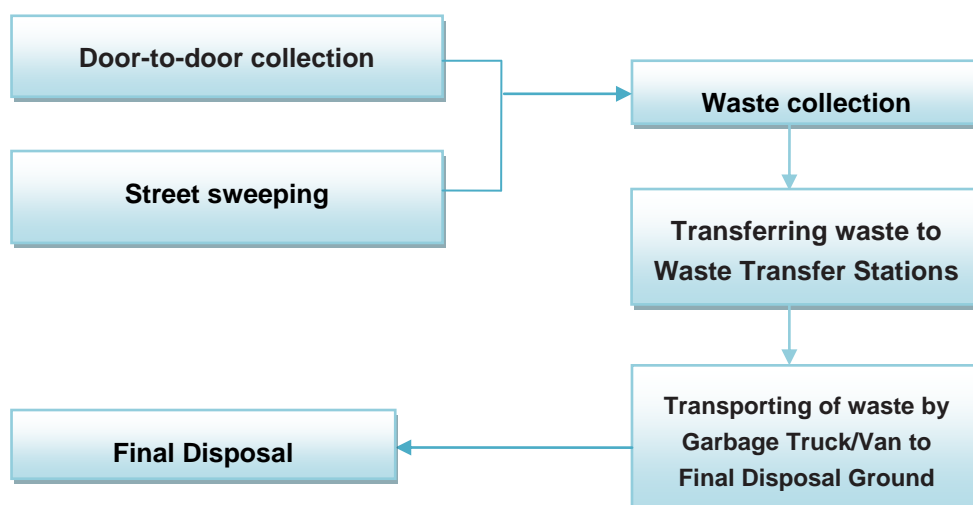 Door-to-door collection
Waste collection
Street sweeping
Transferring waste to
Waste Transfer Stations
Transporting of waste by
Garbage Truck/Van to
Final Disposal Ground
Final Disposal